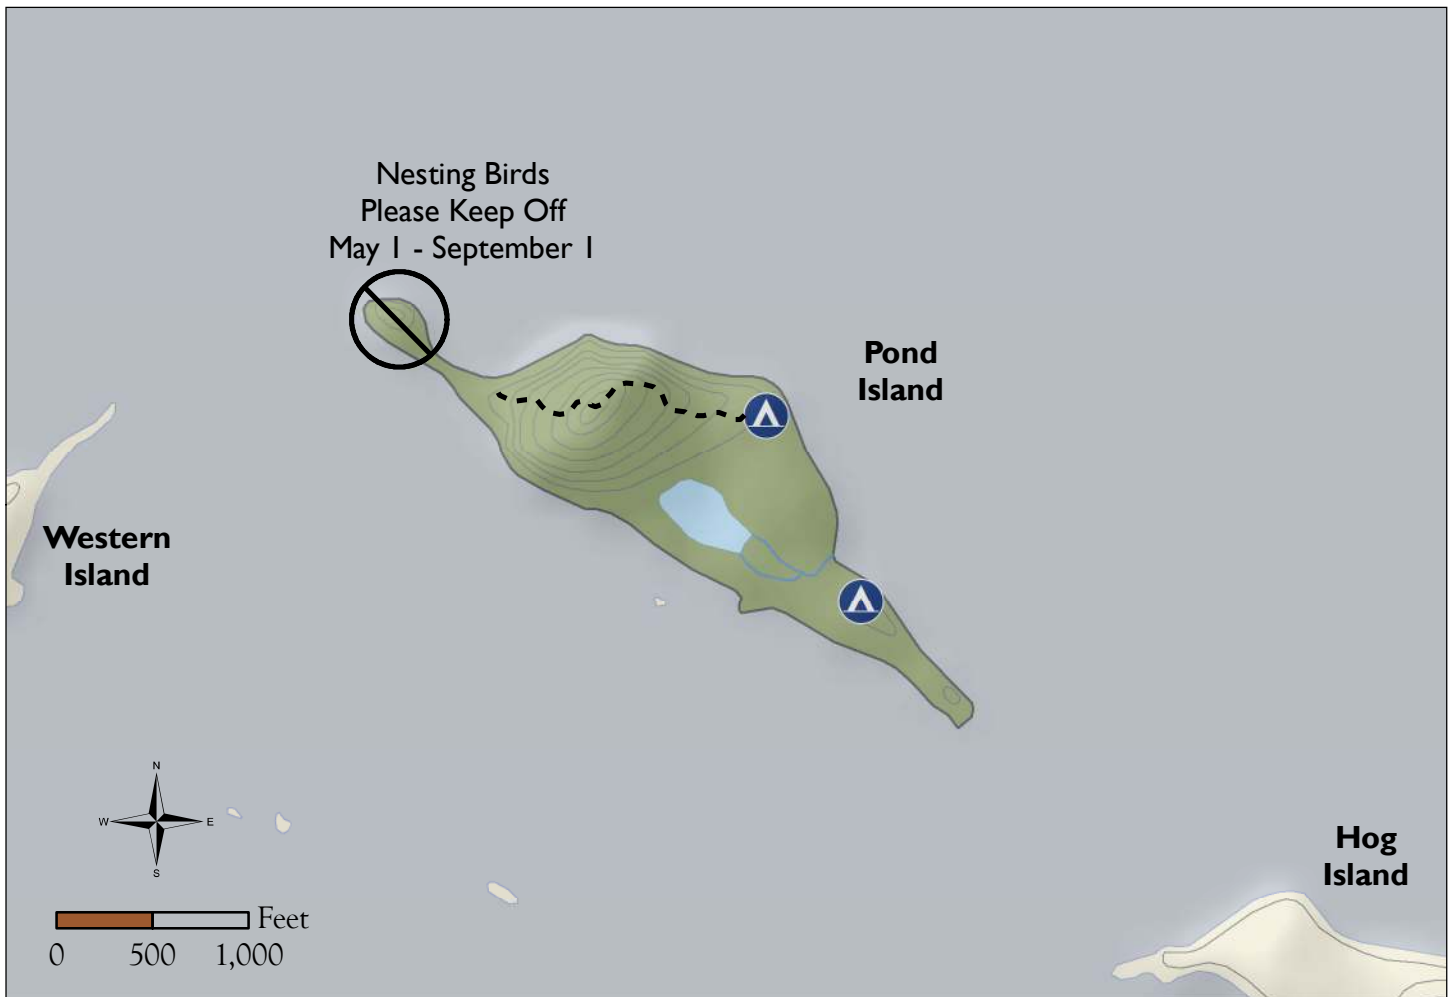 Nesting Birds
Please Keep Off
May 1 - September 1
Pond
Island
Western
Island
N
W E
S
Hog
Island
Feet
0 500 1,000